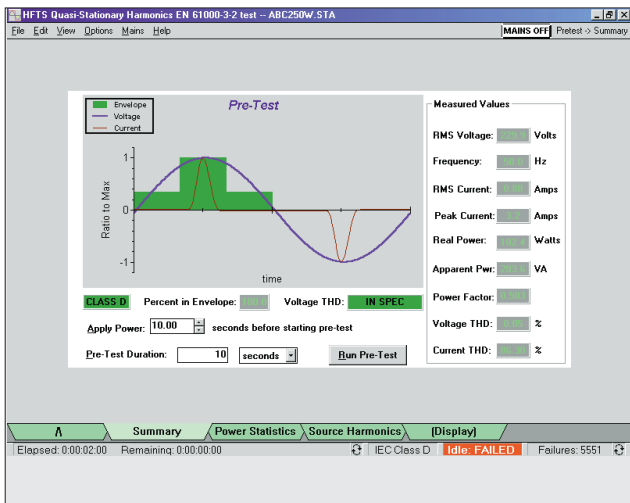 HFTS Quasi-Stationary Harmonics EN 61000-3-2 test -- ABC250W.STA
File Edit View Options Mains Help
MAINS OFF Pretest -> Summary
Pre-Test
Envelope
Voltage
Current
Ratio to Max
1
0
-1
time
CLASS D Percent in Envelope: 100.0 Voltage THD: IN SPEC
Apply Power: 10.00 seconds before starting pre-test
Pre-Test Duration: 10 seconds Run Pre-Test
Measured Values
RMS Voltage: Volts
Frequency: 50.0 Hz
RMS Current: Amps
Peak Current: Amps
Real Power: Watts
Apparent Pwr: VA
Power Factor:
Voltage THD: %
Current THD: %
Λ Summary Power Statistics Source Harmonics (Display)
Elapsed: 0:00:02:00 Remaining: 0:00:00:00 IEC Class D Idle: FAILED Failures: 5551